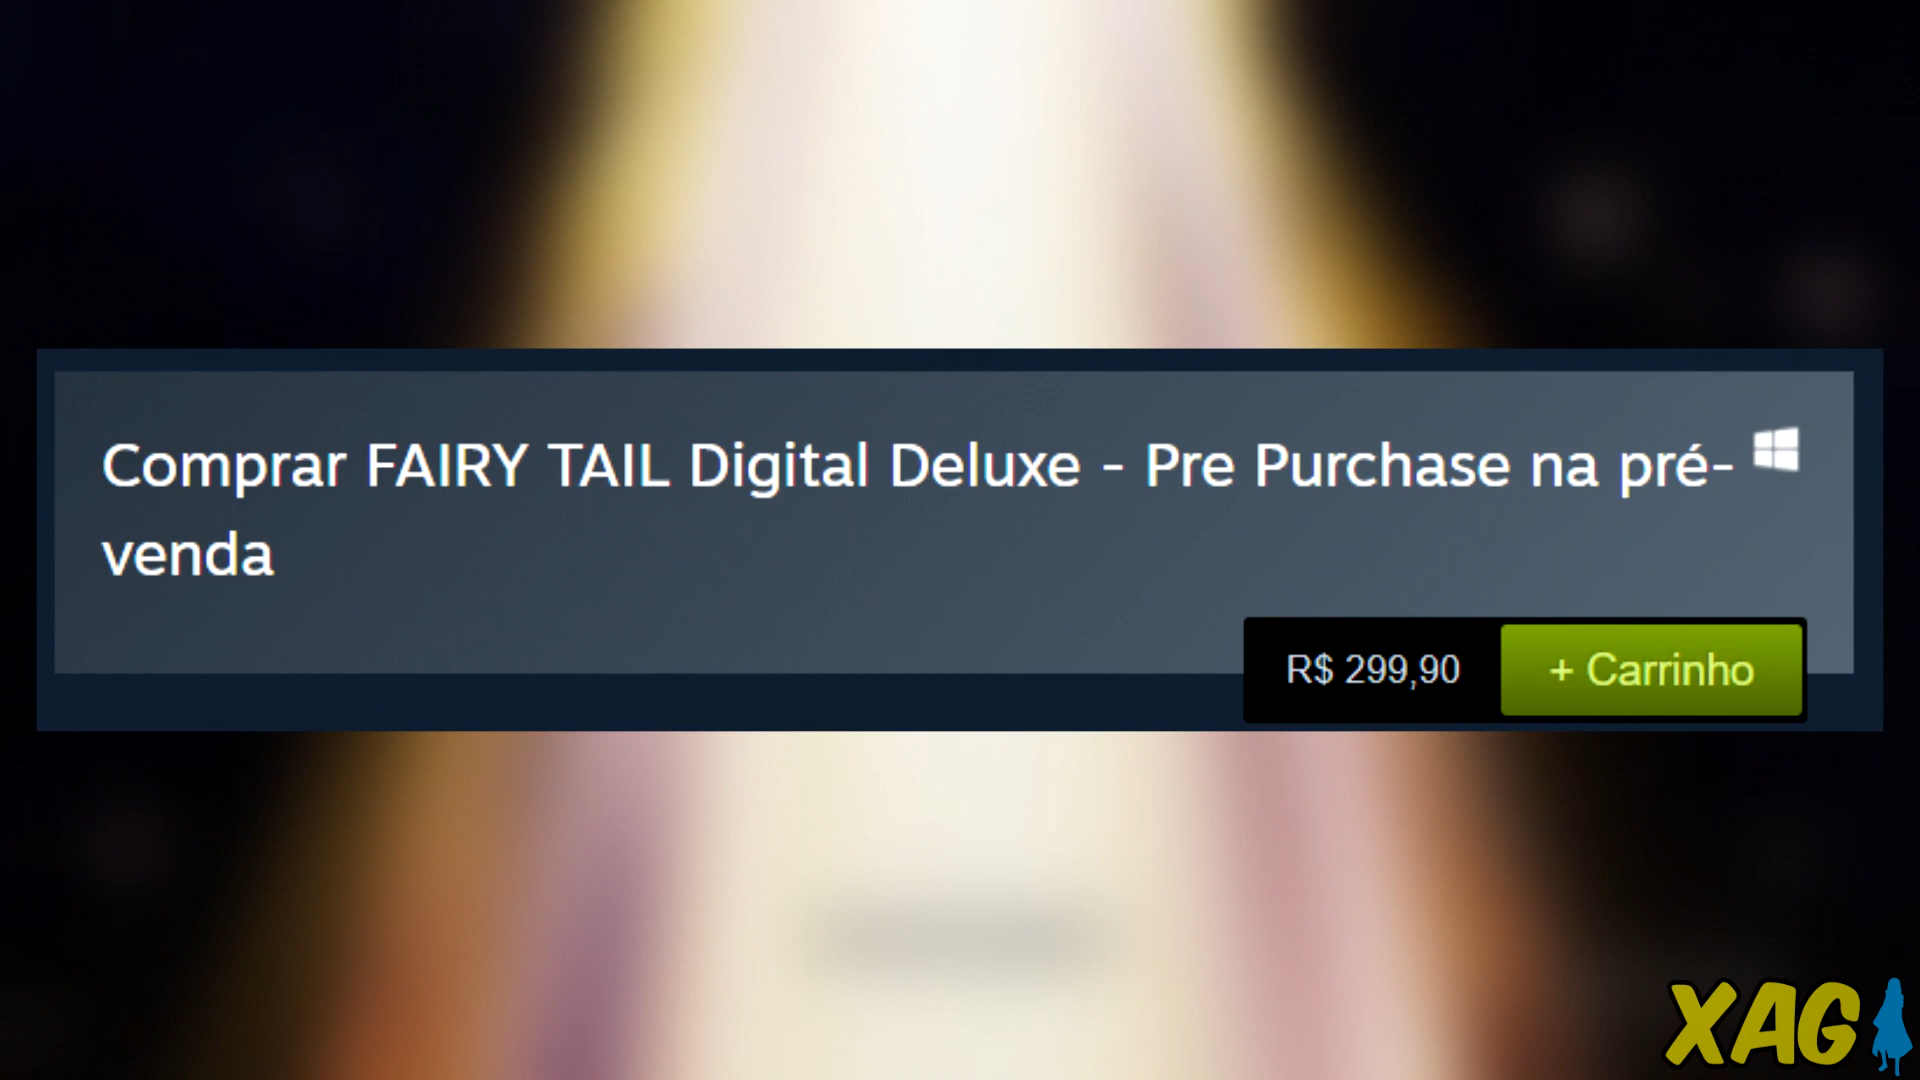 Comprar FAIRY TAIL Digital Deluxe - Pre Purchase na pré-
venda
R$ 299,90
+ Carrinho
XAG